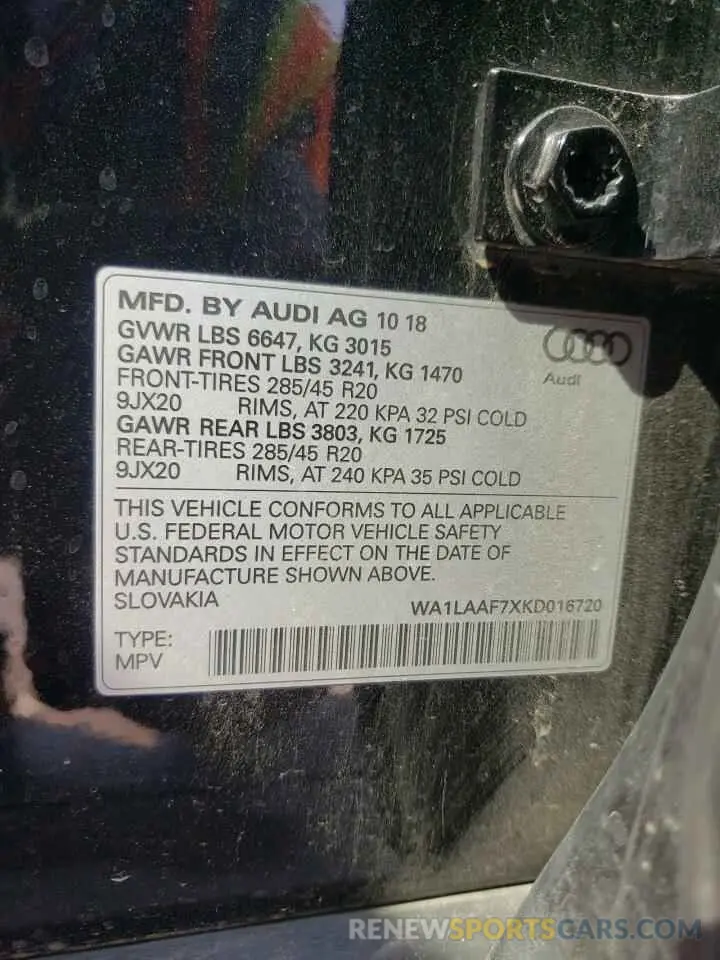 MFD. BY AUDI AG 10 18
GVWR LBS 6647, KG 3015
GAWR FRONT LBS 3241, KG 1470
FRONT-TIRES 285/45 R20
9JX20 RIMS, AT 220 KPA 32 PSI COLD
GAWR REAR LBS 3803, KG 1725
REAR-TIRES 285/45 R20
9JX20 RIMS, AT 240 KPA 35 PSI COLD
Audi
THIS VEHICLE CONFORMS TO ALL APPLICABLE
U.S. FEDERAL MOTOR VEHICLE SAFETY
STANDARDS IN EFFECT ON THE DATE OF
MANUFACTURE SHOWN ABOVE.
SLOVAKIA WA1LAAF7XKD016720
TYPE:
MPV
RENEWSPORTSCARS.COM